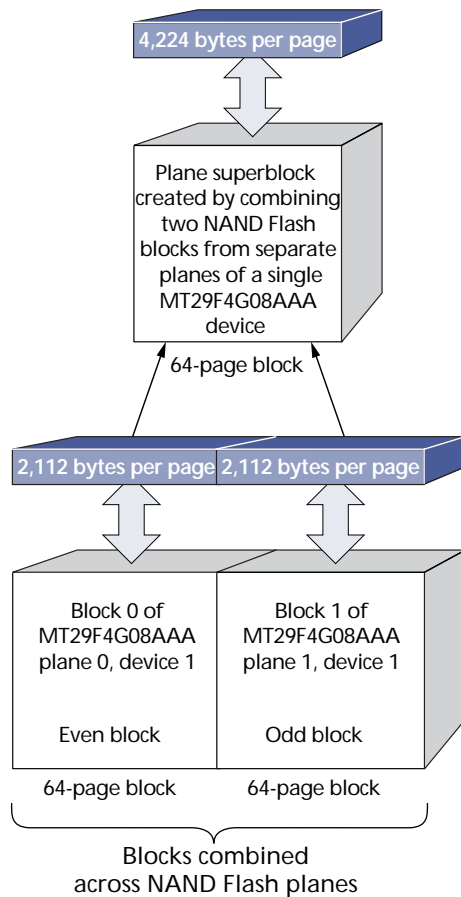 4,224 bytes per page
Plane superblock
created by combining
two NAND Flash
blocks from separate
planes of a single
MT29F4G08AAA
device
64-page block
2,112 bytes per page
2,112 bytes per page
Block 0 of
MT29F4G08AAA
plane 0, device 1
Even block
Block 1 of
MT29F4G08AAA
plane 1, device 1
Odd block
64-page block
64-page block
Blocks combined
across NAND Flash planes